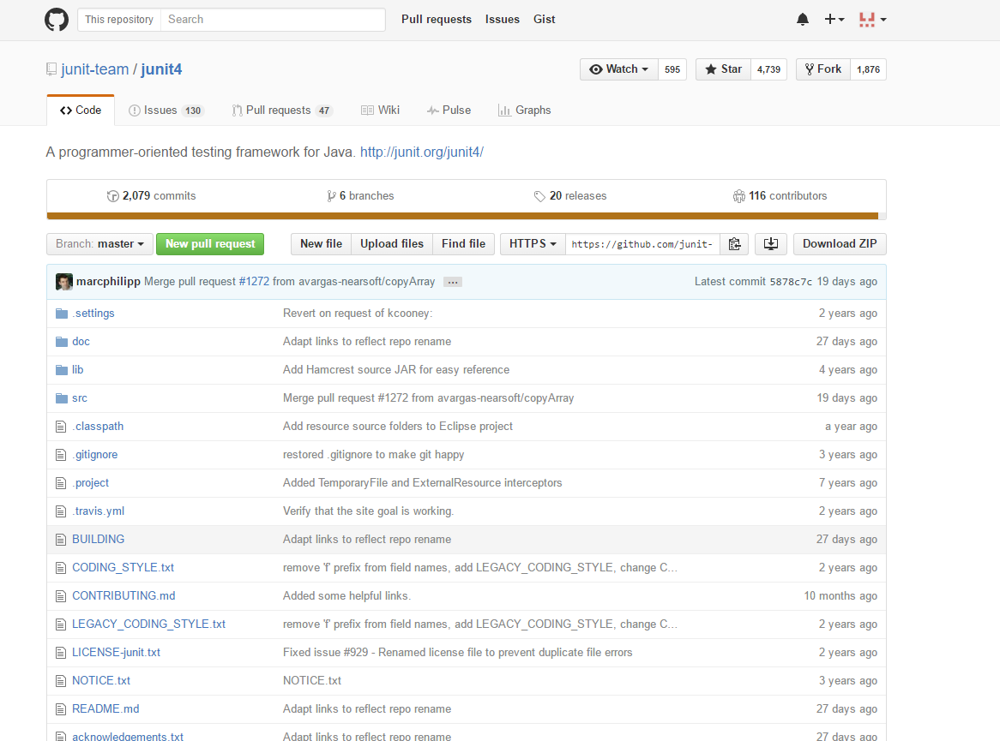 This repository Search Pull requests Issues Gist
junit-team / junit4 Watch 595 Star 4,739 Fork 1,876
Code Issues 130 Pull requests 47 Wiki Pulse Graphs
A programmer-oriented testing framework for Java. http://junit.org/junit4/
2,079 commits 6 branches 20 releases 116 contributors
Branch: master New pull request New file Upload files Find file HTTPS https://github.com/junit- Download ZIP
marcphilipp Merge pull request #1272 from avargas-nearsoft/copyArray ... Latest commit 5878c7c 19 days ago
.settings Revert on request of kcooney: 2 years ago
doc Adapt links to reflect repo rename 27 days ago
lib Add Hamcrest source JAR for easy reference 4 years ago
src Merge pull request #1272 from avargas-nearsoft/copyArray 19 days ago
.classpath Add resource source folders to Eclipse project a year ago
.gitignore restored .gitignore to make git happy 3 years ago
.project Added TemporaryFile and ExternalResource interceptors 7 years ago
.travis.yml Verify that the site goal is working. 2 years ago
BUILDING Adapt links to reflect repo rename 27 days ago
CODING_STYLE.txt remove 'f' prefix from field names, add LEGACY_CODING_STYLE, change C... 2 years ago
CONTRIBUTING.md Added some helpful links. 10 months ago
LEGACY_CODING_STYLE.txt remove 'f' prefix from field names, add LEGACY_CODING_STYLE, change C... 2 years ago
LICENSE-junit.txt Fixed issue #929 - Renamed license file to prevent duplicate file errors 2 years ago
NOTICE.txt NOTICE.txt 3 years ago
README.md Adapt links to reflect repo rename 27 days ago
acknowledgements.txt Adapt links to reflect repo rename 27 days ago